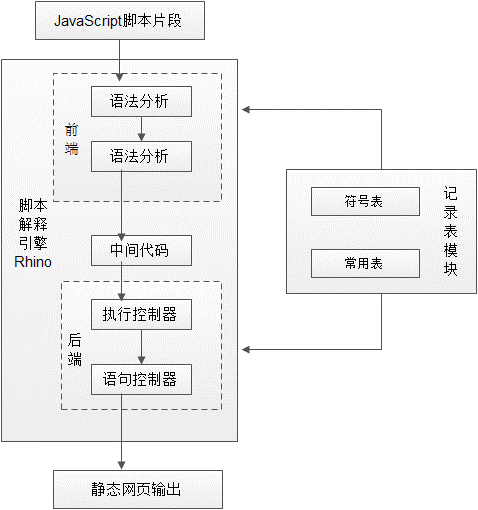 JavaScript脚本片段
前端
语法分析
语法分析
脚本
解释
引擎
Rhino
中间代码
后端
执行控制器
语句控制器
静态网页输出
符号表
常用表
记录表模块